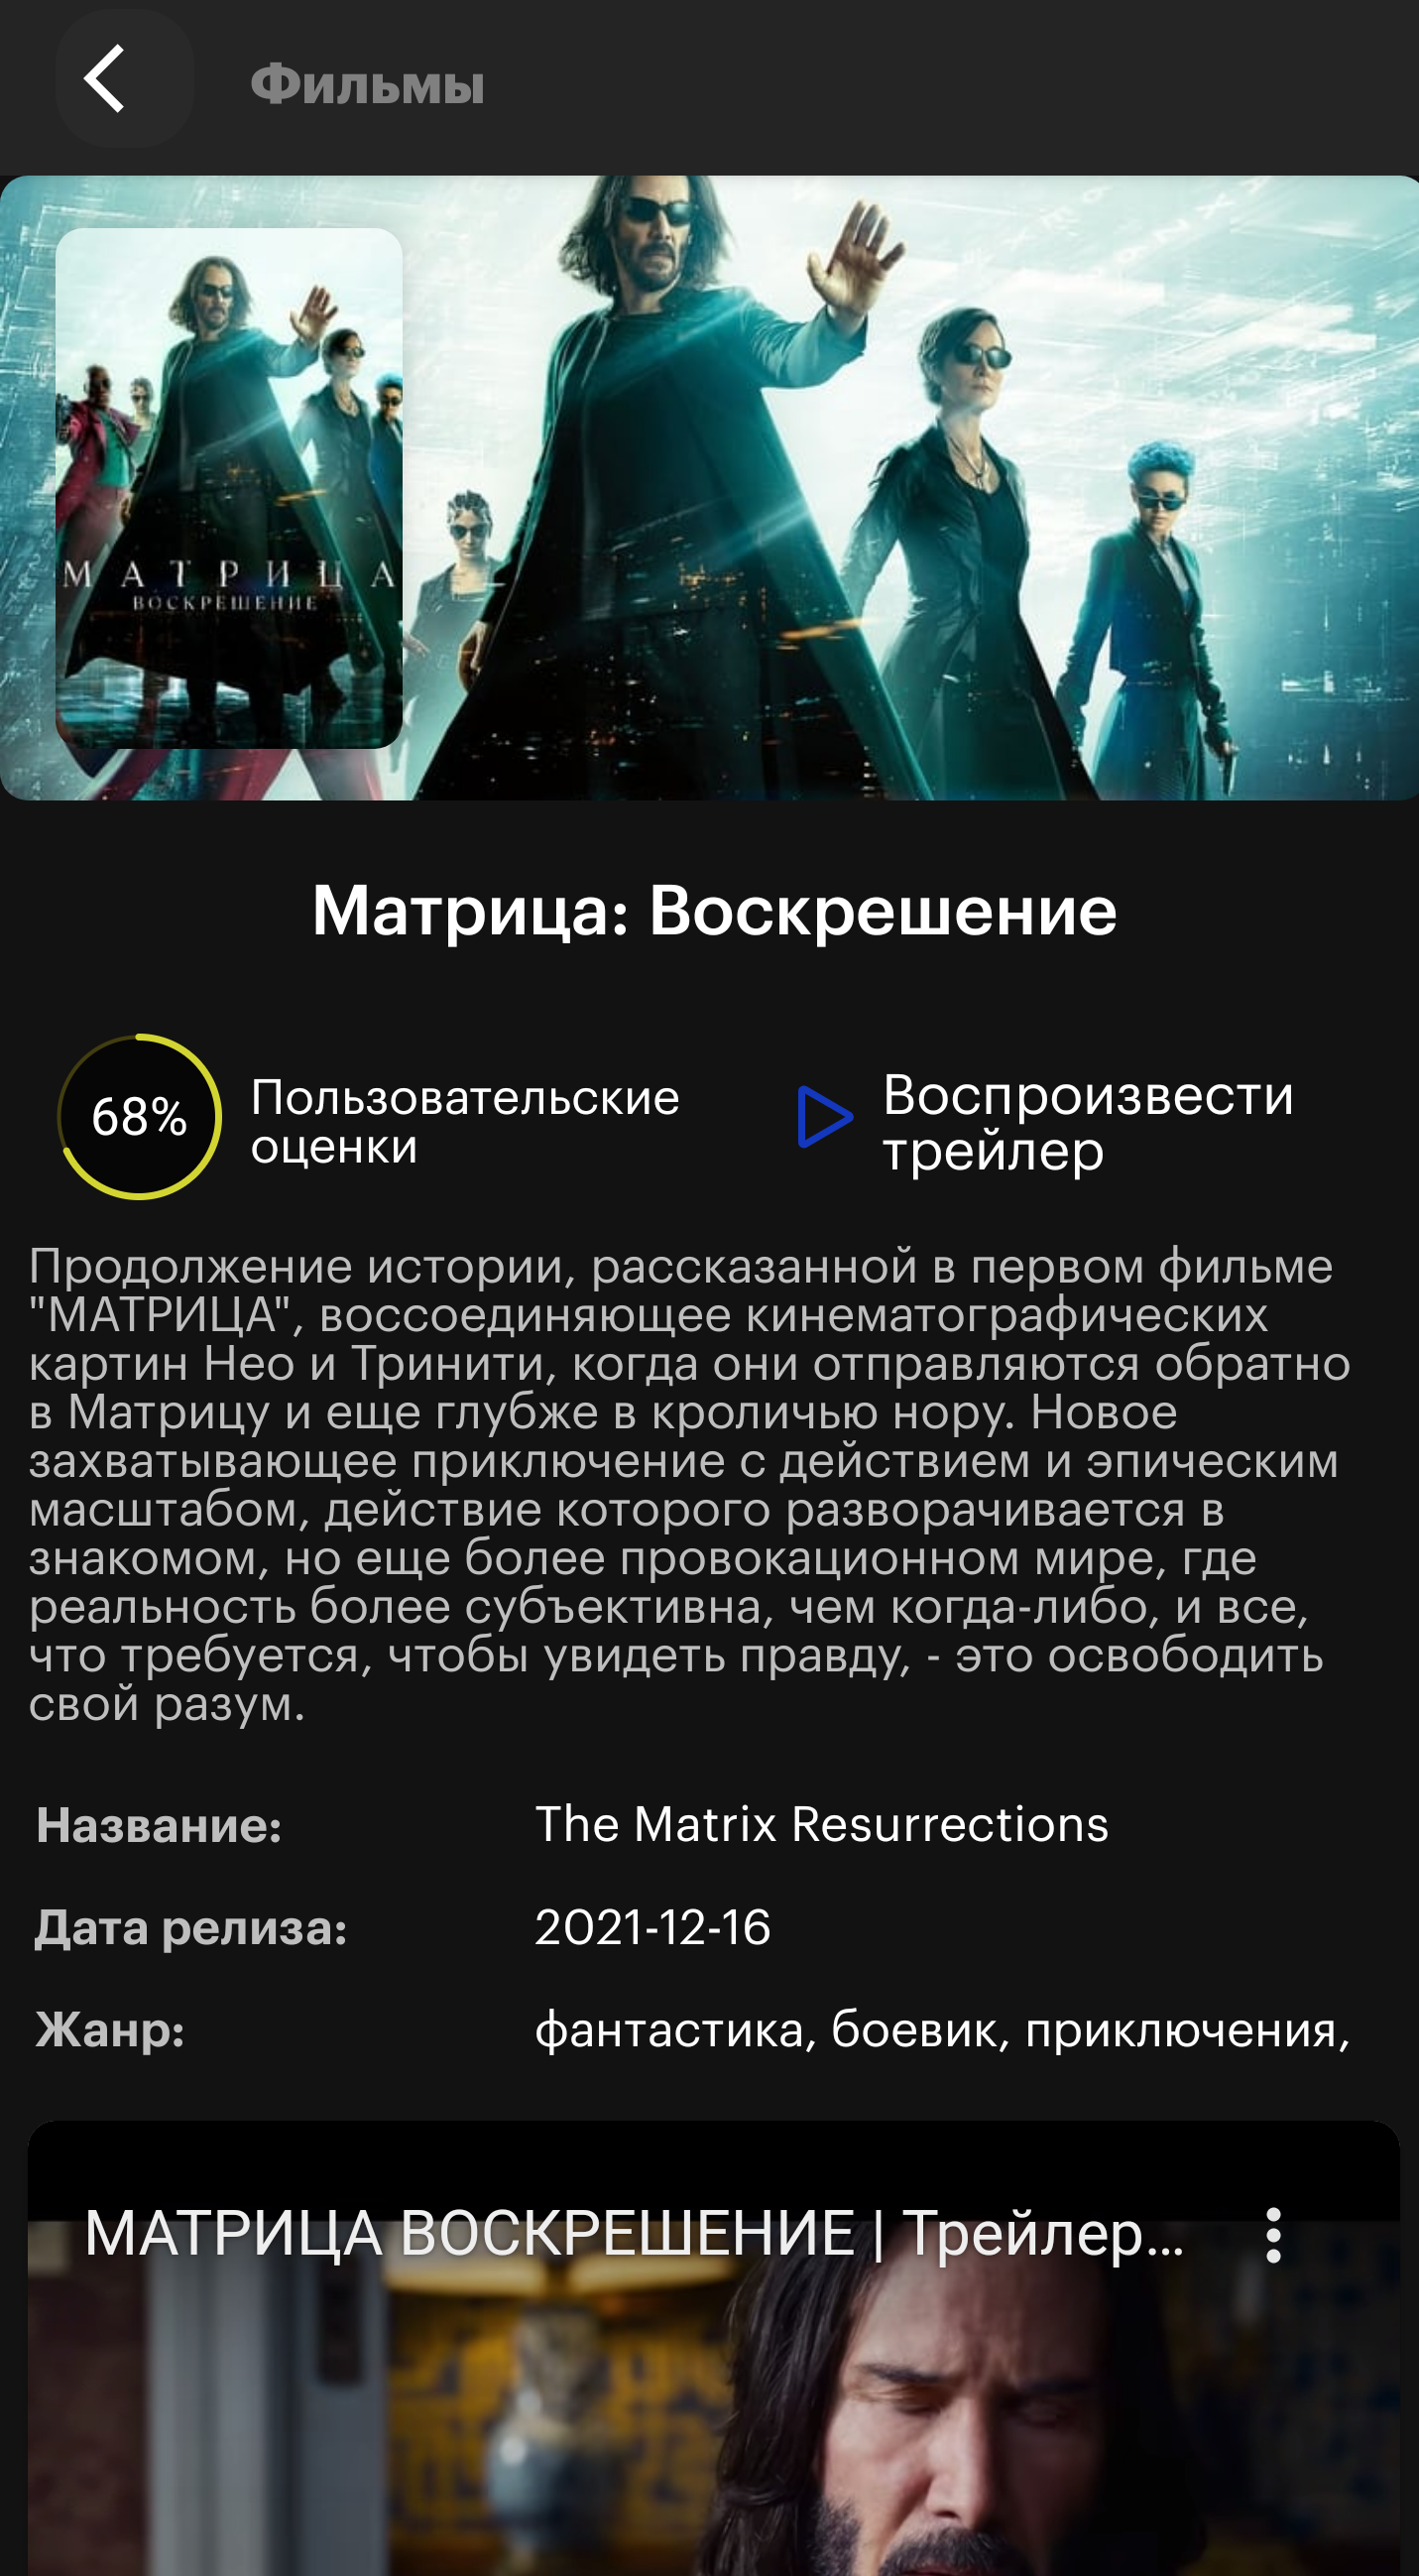 Фильмы
МАТРИЦА
ВОСКРЕШЕНИЕ
Матрица: Воскрешение
68%
Пользовательские
оценки
Воспроизвести
трейлер
Продолжение истории, рассказанной в первом фильме
"МАТРИЦА", воссоединяющее кинематографических
картин Нео и Тринити, когда они отправляются обратно
в Матрицу и еще глубже в кроличью нору. Новое
захватывающее приключение с действием и эпическим
масштабом, действие которого разворачивается в
знакомом, но еще более провокационном мире, где
реальность более субъективна, чем когда-либо, и все,
что требуется, чтобы увидеть правду, - это освободить
свой разум.
Название: The Matrix Resurrections
Дата релиза: 2021-12-16
Жанр: фантастика, боевик, приключения,
МАТРИЦА ВОСКРЕШЕНИЕ | Трейлер...